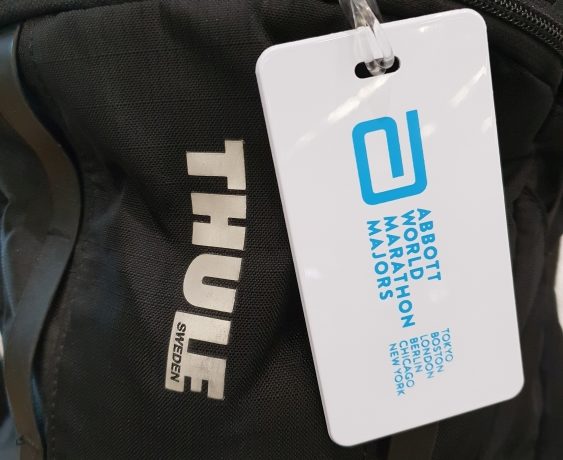 THULE
SWEDEN
ABBOTT
WORLD
MARATHON
MAJORS
TOKYO
BOSTON
LONDON
BERLIN
CHICAGO
NEW YORK